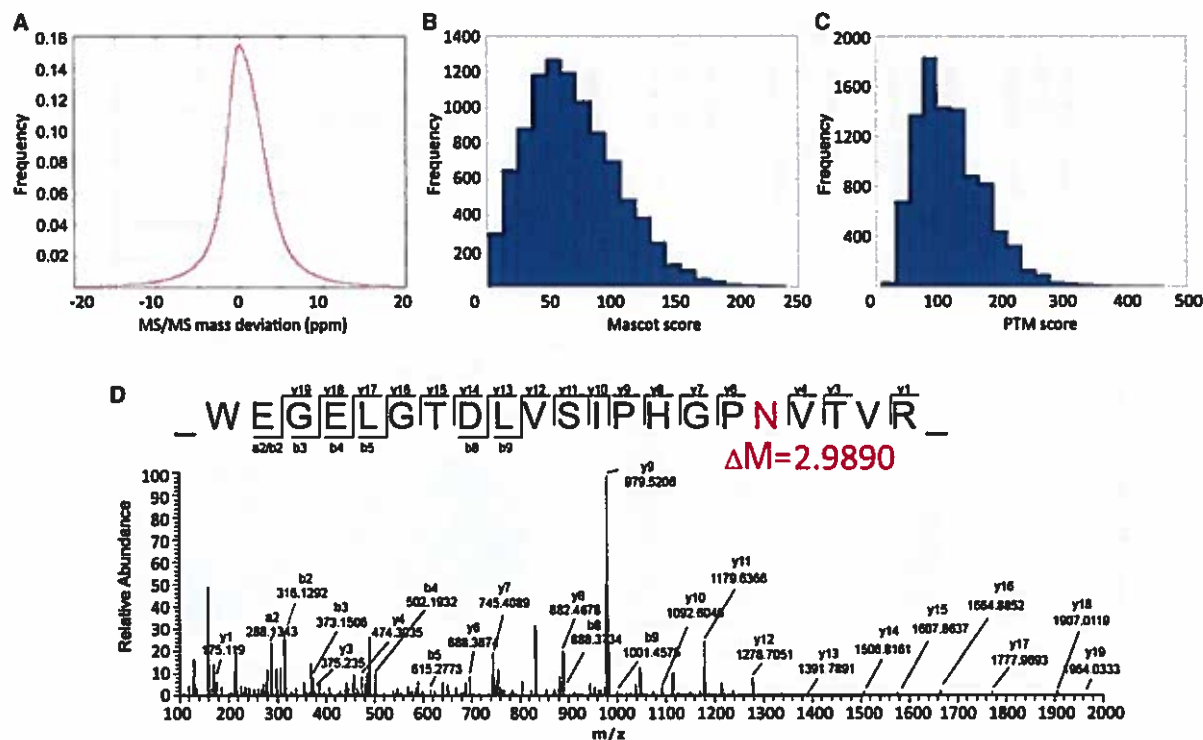 A
Frequency
0.16
0.14
0.12
0.10
0.08
0.06
0.04
0.02
-20 -10 0 10 20
MS/MS mass deviation (ppm)
B
Frequency
1400
1200
1000
800
600
400
200
0 50 100 150 200 250
Mascot score
C
Frequency
2000
1600
1200
800
400
0 100 200 300 400 500
PTM score
D
y19 y18 y17 y16 y15 y14 y13 y12 y11 y10 y9 y8 y7 y6 y4 y3 y1
_ W E G E L G T D L V S I P H G P N V T V R _
a2/b2 b3 b4 b5 b8 b9
ΔM=2.9890
Relative Abundance
100
90
80
70
60
50
40
30
20
10
0
y1
175.119
a2
288.1343
b2
316.1292
b3
373.1506
y3
375.235
y4
474.3035
b4
502.1932
b5
615.2773
y6
688.3874
y7
745.4089
y8
882.4678
b8
888.3734
y9
979.5206
b9
1001.4575
y10
1092.6046
y11
1179.6366
y12
1278.7051
y13
1391.7891
y14
1506.8161
y15
1607.8637
y16
1664.8852
y17
1777.9693
y18
1907.0119
y19
1964.0333
100 200 300 400 500 600 700 800 900 1000 1100 1200 1300 1400 1500 1600 1700 1800 1900 2000
m/z